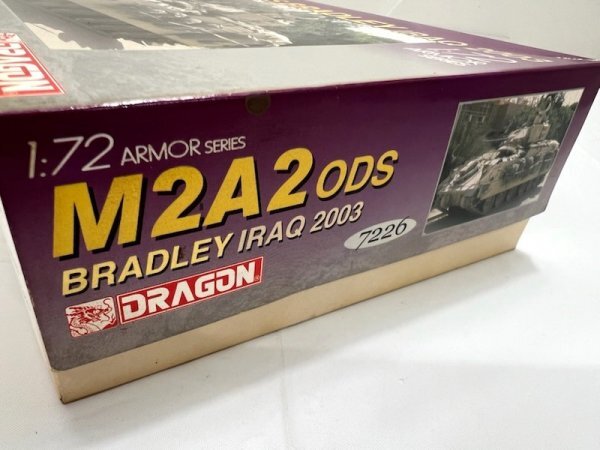 1:72 ARMOR SERIES
M2A2 ODS
BRADLEY IRAQ 2003
7226
DRAGON